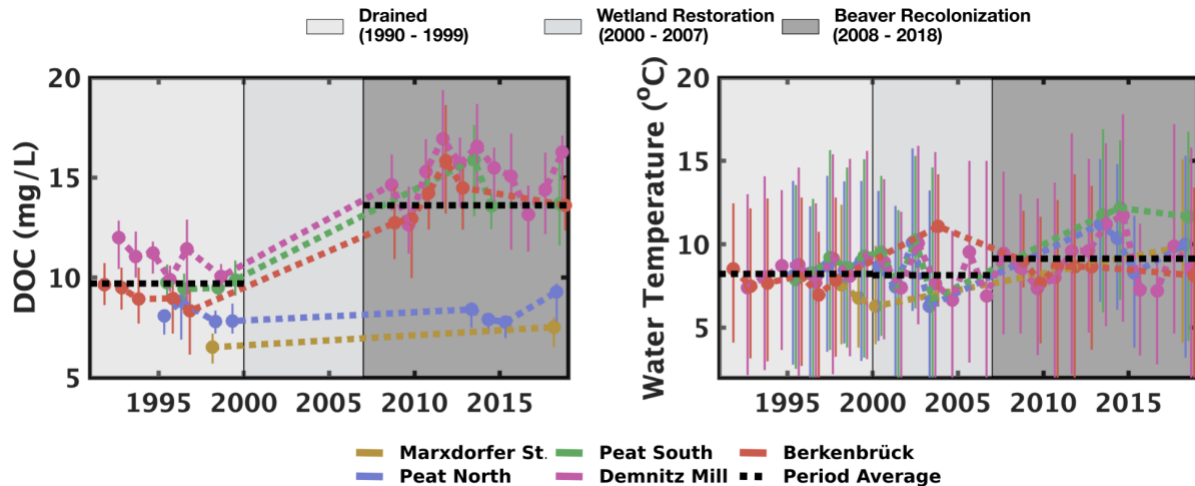 Drained
(1990 - 1999)
Wetland Restoration
(2000 - 2007)
Beaver Recolonization
(2008 - 2018)
DOC (mg/L)
20
15
10
5
1995 2000 2005 2010 2015
Water Temperature (°C)
20
15
10
5
1995 2000 2005 2010 2015
Marxdorfer St.
Peat South
Berkenbrück
Peat North
Demnitz Mill
Period Average